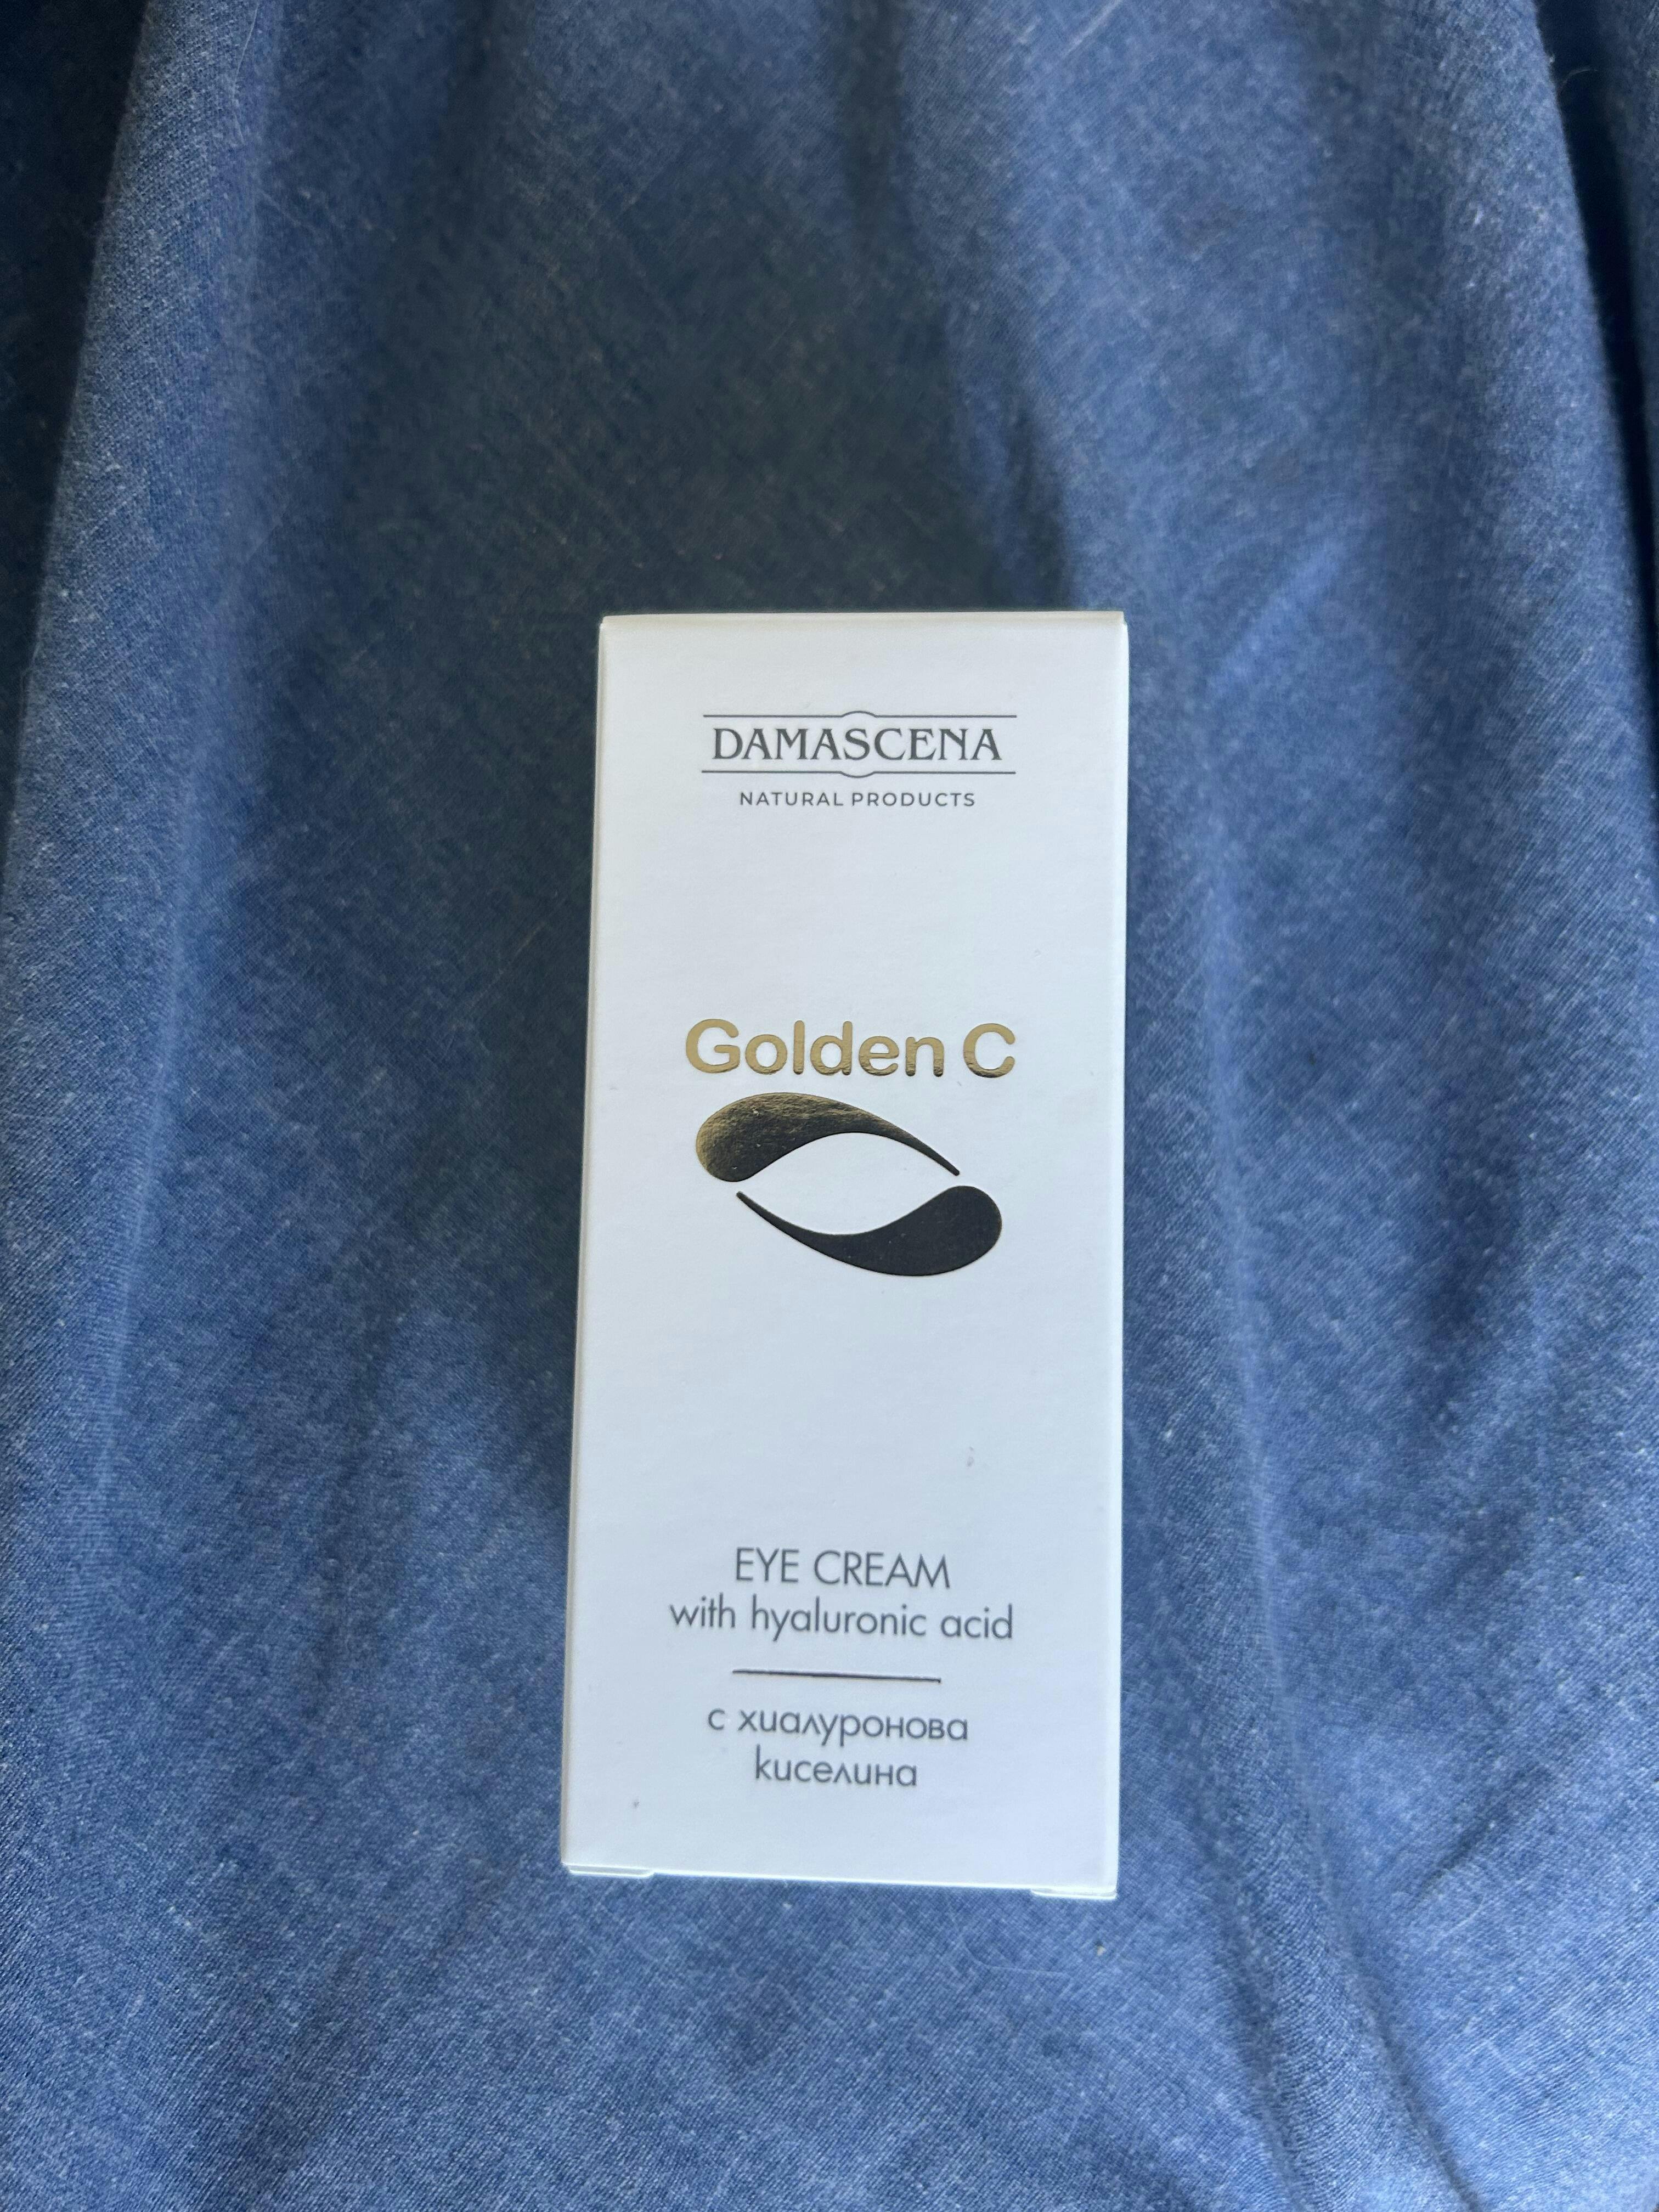 DAMASCENA
NATURAL PRODUCTS
Golden C
EYE CREAM
with hyaluronic acid
с хиалуронова
киселина